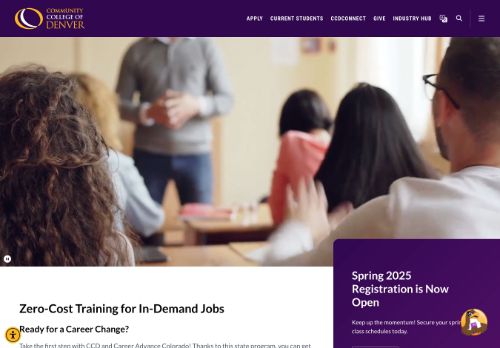 COMMUNITY
COLLEGE OF
DENVER
APPLY CURRENT STUDENTS CCDCONNECT GIVE INDUSTRY HUB
Spring 2025
Registration is Now
Open
Keep up the momentum! Secure your spring
class schedules today.
Zero-Cost Training for In-Demand Jobs
Ready for a Career Change?
Take the first step with CCD and Career Advance Colorado! Thanks to this state program, you can get